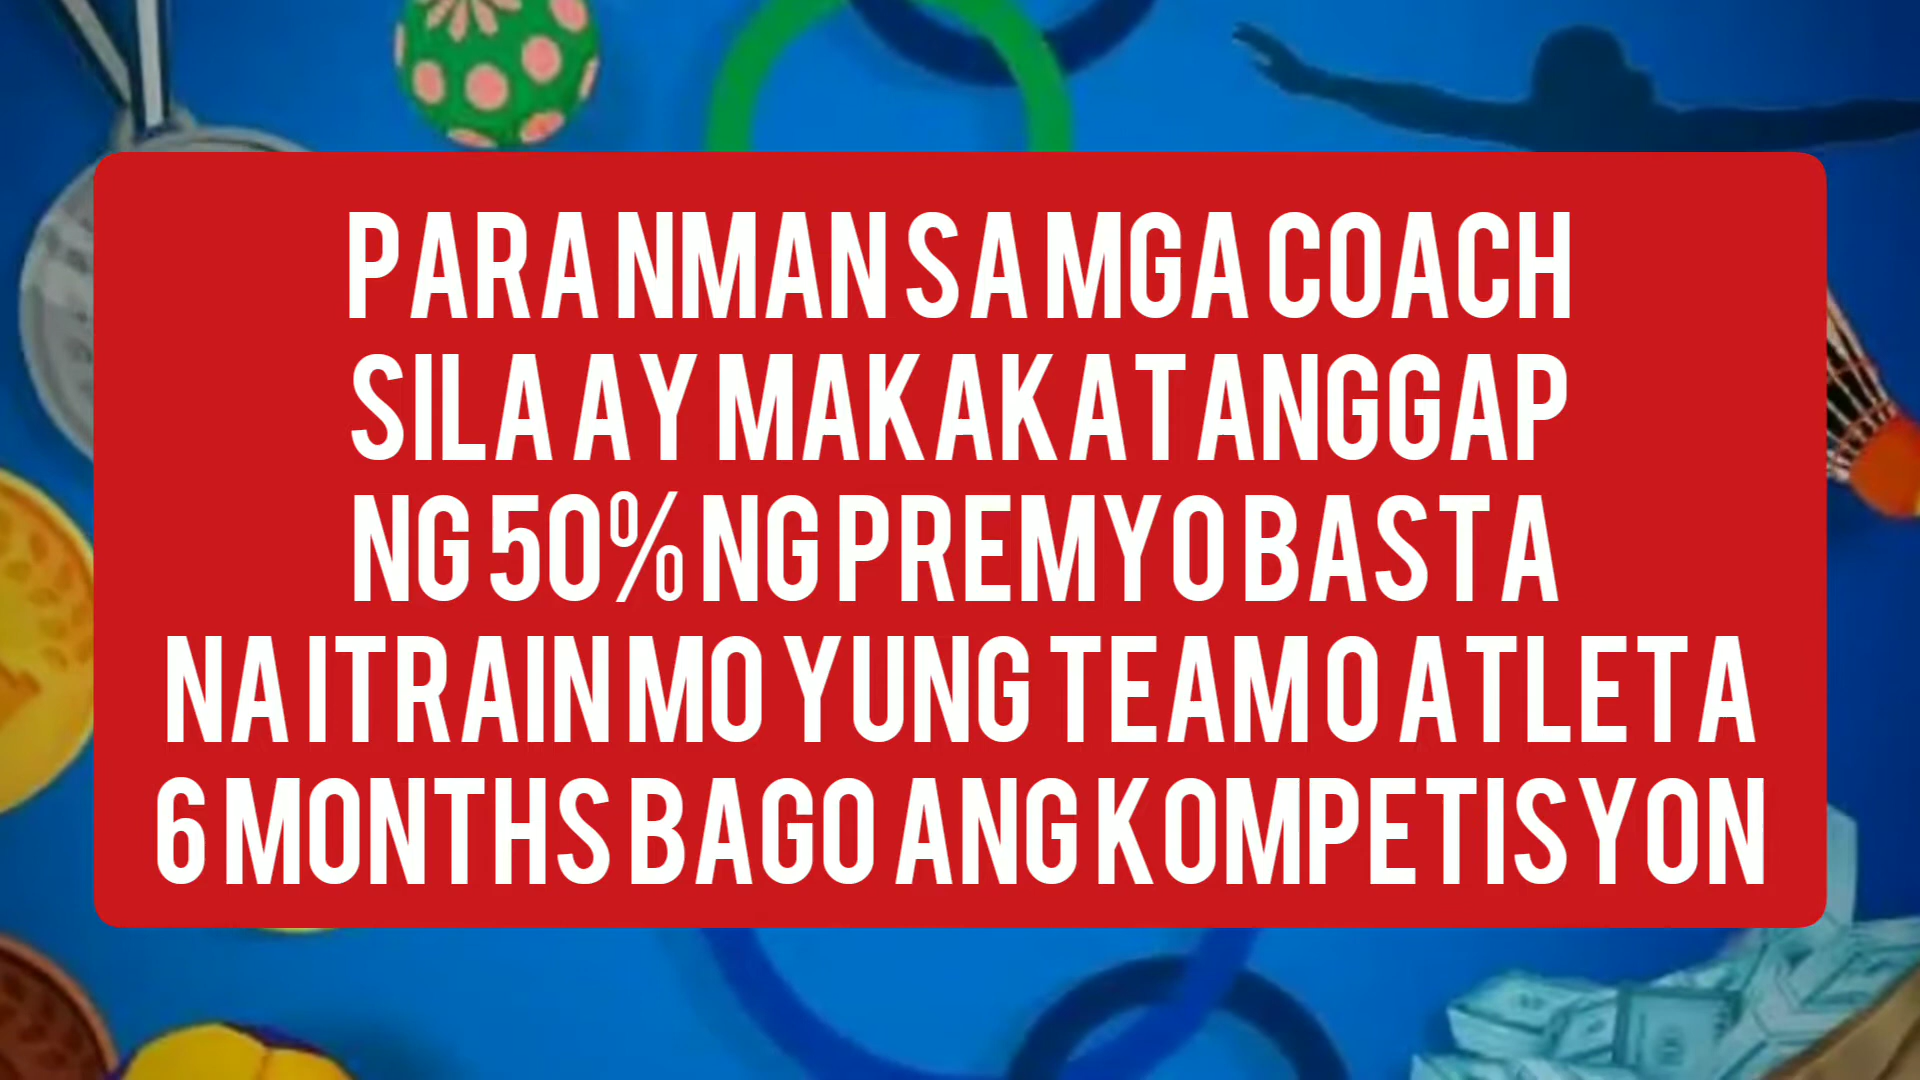 PARA NMAN SA MGA COACH
SILA AY MAKAKATANGGAP
NG 50% NG PREMYO BASTA
NA ITRAIN MO YUNG TEAM O ATLETA
6 MONTHS BAGO ANG KOMPETISYON